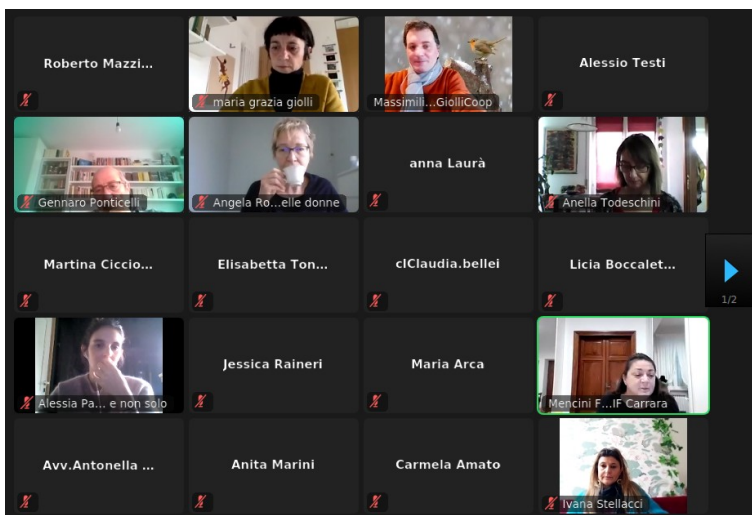 Roberto Mazzi...
maria grazia giolli
Massimili...GiolliCoop
Alessio Testi
Gennaro Ponticelli
Angela Ro...elle donne
anna Laurà
Anella Todeschini
Martina Ciccio...
Elisabetta Ton...
clClaudia.bellei
Licia Boccalet...
1/2
Alessia Pa... e non solo
Jessica Raineri
Maria Arca
Mencini F...IF Carrara
Avv.Antonella ...
Anita Marini
Carmela Amato
Ivana Stellacci